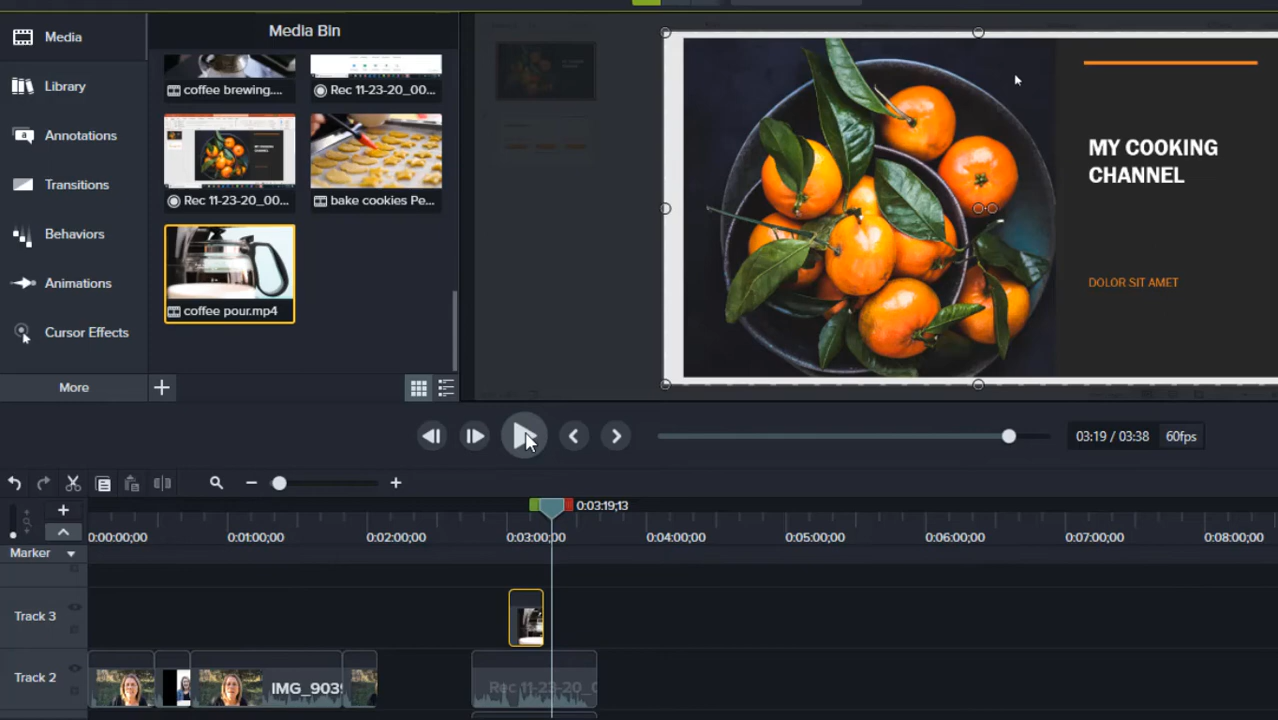 Media
Library
Annotations
Transitions
Behaviors
Animations
Cursor Effects
More
Media Bin
coffee brewing....
Rec 11-23-20_00...
Rec 11-23-20_00...
bake cookies Pe...
coffee pour.mp4
MY COOKING
CHANNEL
DOLOR SIT AMET
03:19 / 03:38
60fps
0:03:19;13
0:00:00;00
0:01:00;00
0:02:00;00
0:03:00;00
0:04:00;00
0:05:00;00
0:06:00;00
0:07:00;00
0:08:00;00
Marker
Track 3
Track 2
IMG_903
Rec 11-23-20_0